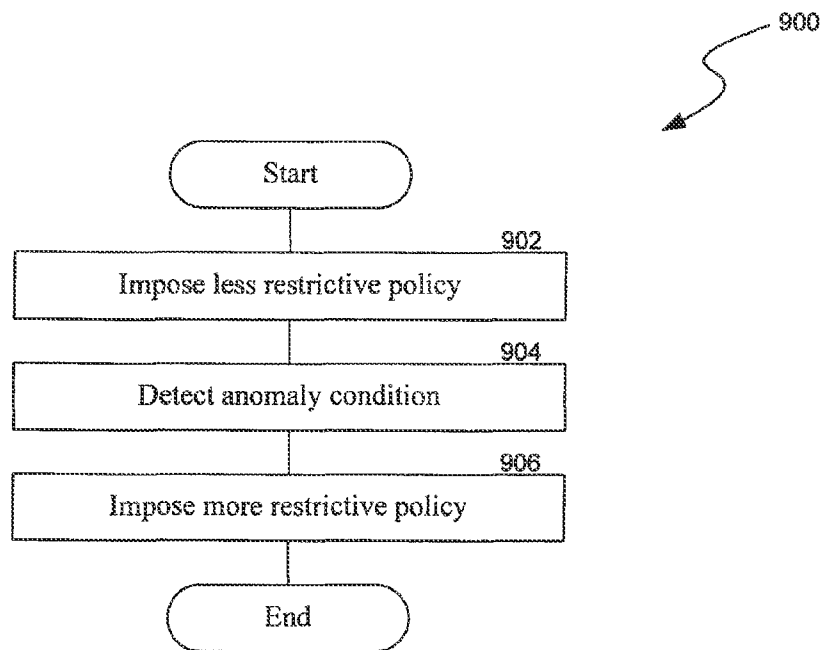 900
Start
902
Impose less restrictive policy
904
Detect anomaly condition
906
Impose more restrictive policy
End